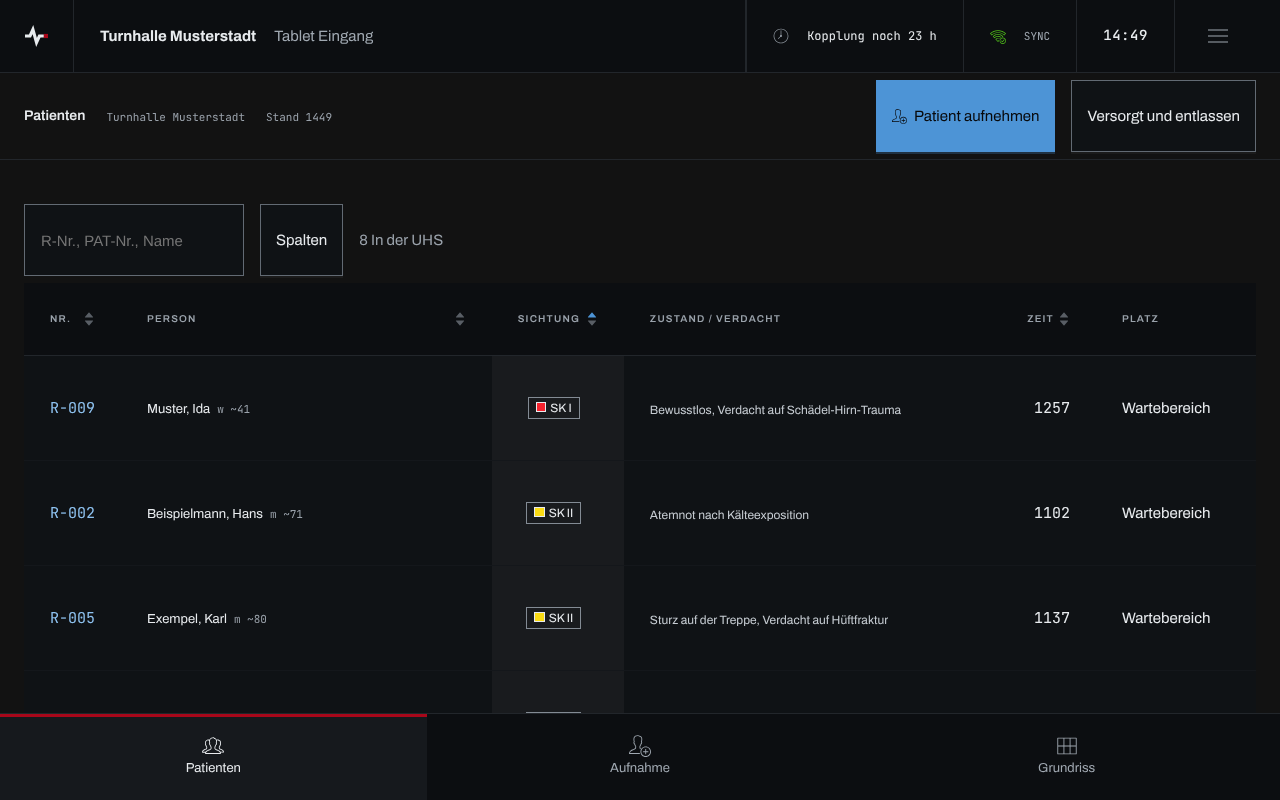 Turnhalle Musterstadt Tablet Eingang Kopplung noch 23 h SYNC 14:49
Patienten Turnhalle Musterstadt Stand 1449 Patient aufnehmen Versorgt und entlassen
R-Nr., PAT-Nr., Name Spalten 8 In der UHS
NR. PERSON SICHTUNG ZUSTAND / VERDACHT ZEIT PLATZ
R-009 Muster, Ida w ~41 SK I Bewusstlos, Verdacht auf Schädel-Hirn-Trauma 1257 Wartebereich
R-002 Beispielmann, Hans m ~71 SK II Atemnot nach Kälteexposition 1102 Wartebereich
R-005 Exempel, Karl m ~80 SK II Sturz auf der Treppe, Verdacht auf Hüftfraktur 1137 Wartebereich
Patienten Aufnahme Grundriss